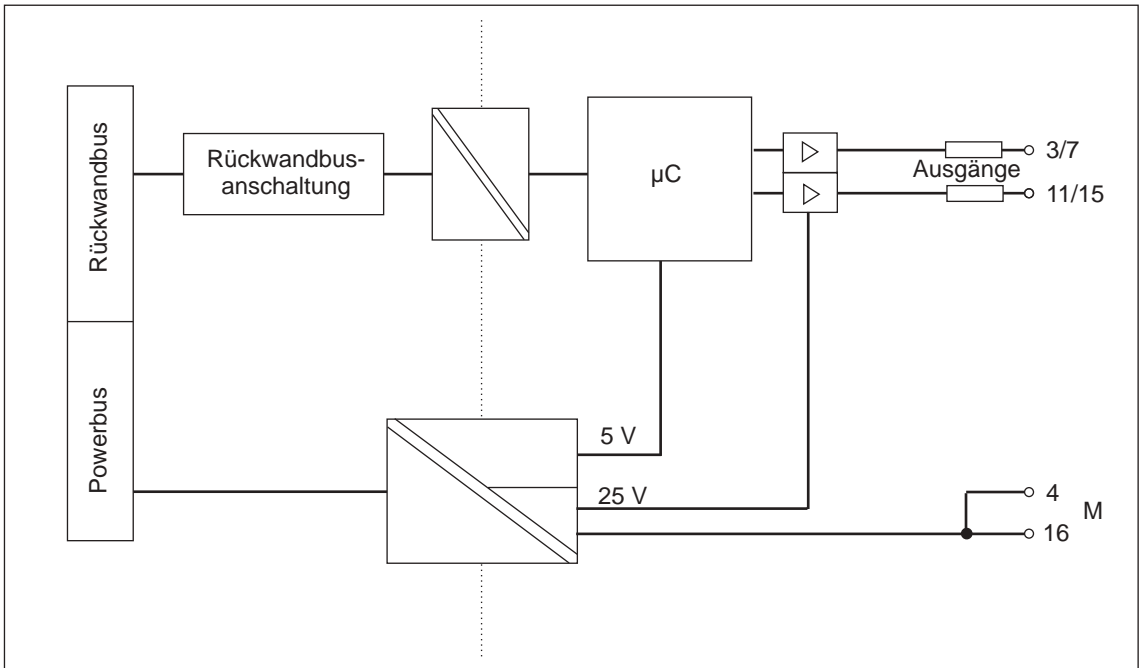 Rückwandbus
Rückwandbus-
anschaltung
µC
3/7
Ausgänge
11/15
Powerbus
5 V
25 V
4
M
16